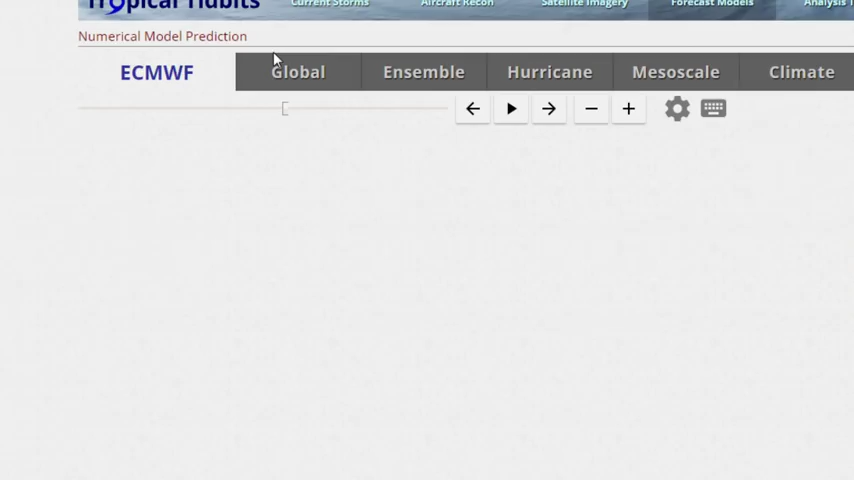 Tropical Tidbits
Current Storms Aircraft Recon Satellite Imagery Forecast Models Analysis
Numerical Model Prediction
ECMWF Global Ensemble Hurricane Mesoscale Climate